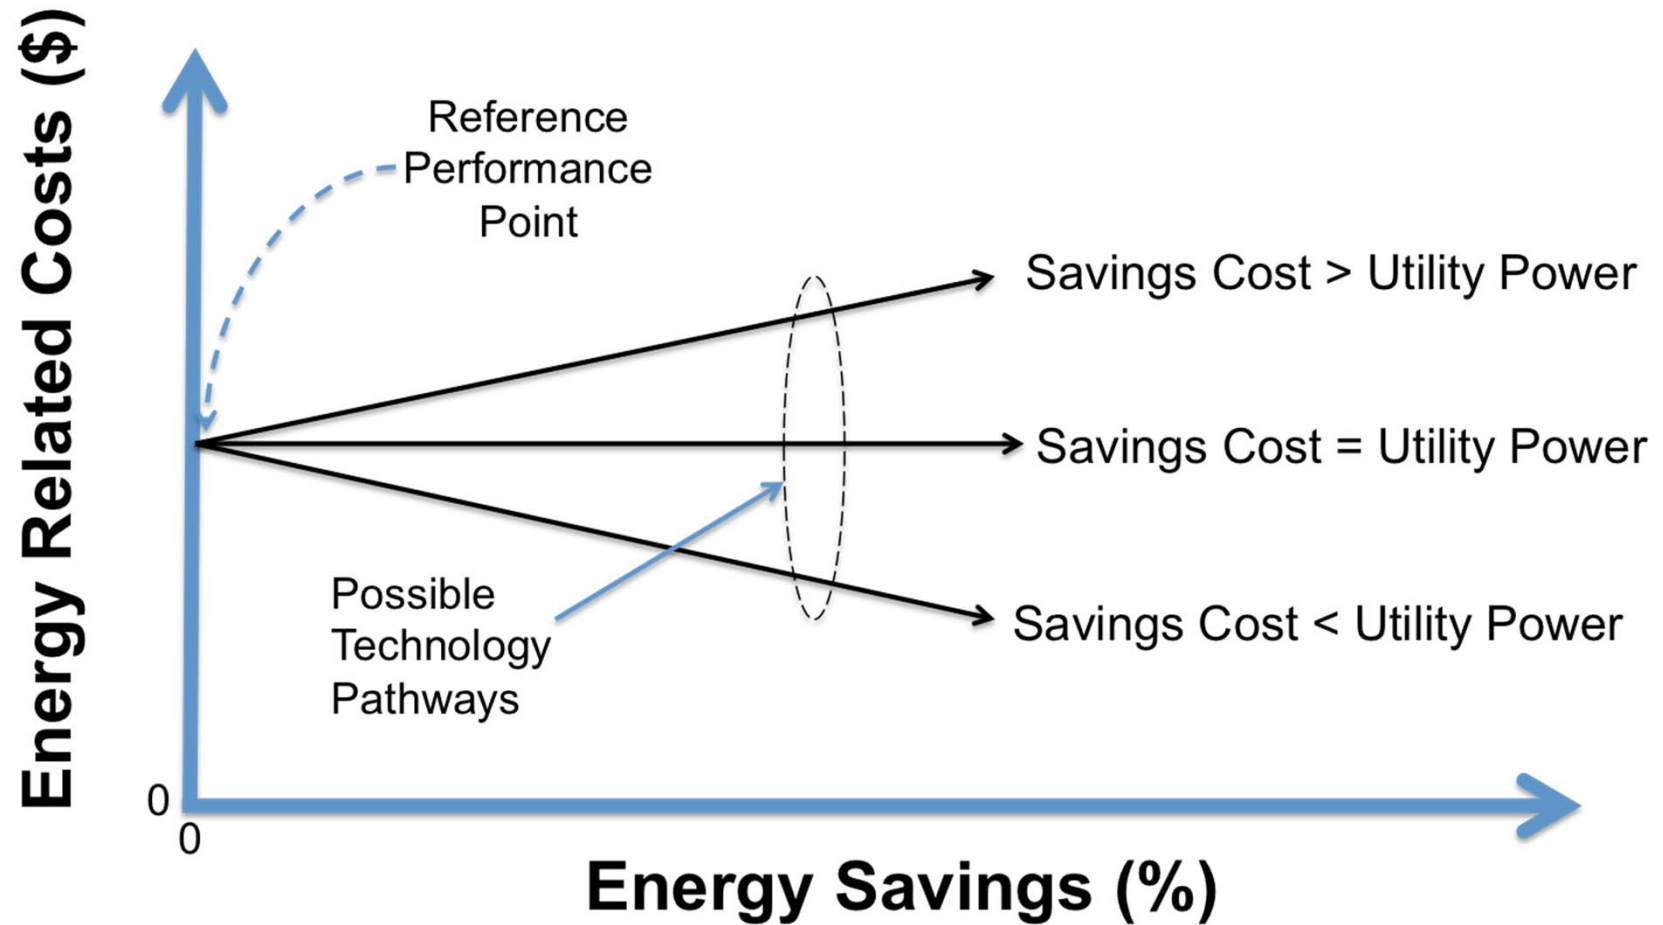 Energy Related Costs ($)
Reference
Performance
Point
Savings Cost > Utility Power
Savings Cost = Utility Power
Savings Cost < Utility Power
Possible
Technology
Pathways
0
0
Energy Savings (%)